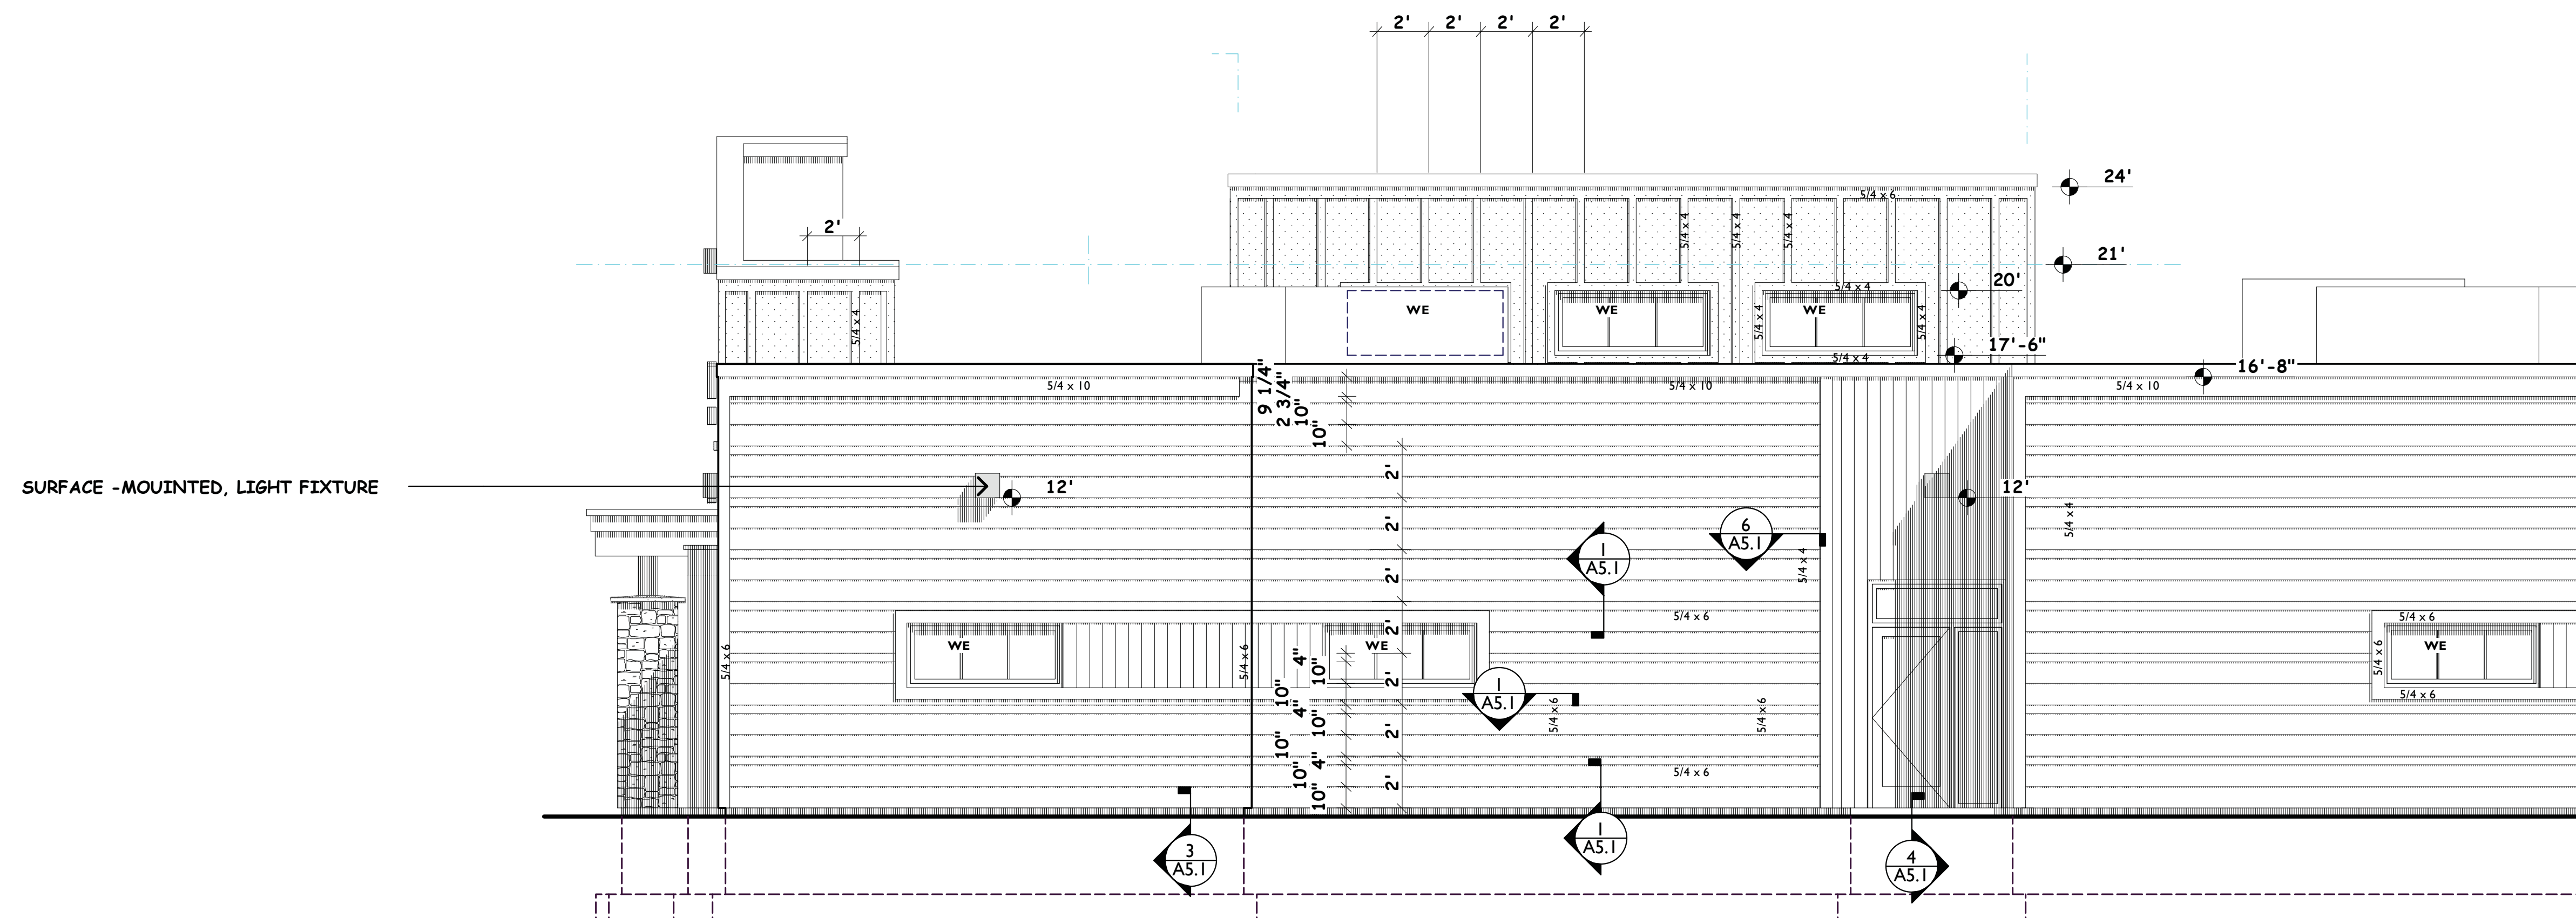 2' 2' 2' 2'
24'
5/4 x 6
2'
5/4 x 4
5/4 x 4
5/4 x 4
21'
20'
5/4 x 4
WE
WE
WE
5/4 x 4
5/4 x 4
5/4 x 4
5/4 x 4
17'-6"
16'-8"
5/4 x 10
9 1/4"
2 3/4"
10"
10"
5/4 x 10
5/4 x 10
SURFACE -MOUINTED, LIGHT FIXTURE
12'
2'
12'
2'
6
A5.1
5/4 x 4
1
A5.1
2'
5/4 x 4
5/4 x 6
2'
5/4 x 6
WE
WE
5/4 x 6
WE
5/4 x 6
5/4 x 6
4"
10"
5/4 x 6
2'
10"
1
A5.1
5/4 x 6
5/4 x 6
5/4 x 6
4"
10"
2'
10"
4"
5/4 x 6
10"
10"
2'
3
A5.1
1
A5.1
4
A5.1